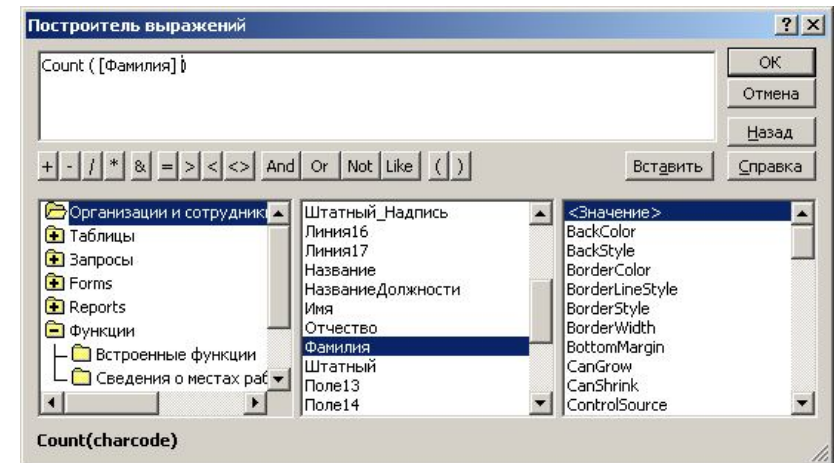 Построитель выражений
Count ( [Фамилия] )
OK
Отмена
Назад
+ - / * & = > < <> And Or Not Like ( ) Вставить Справка
Организации и сотрудник
Таблицы
Запросы
Forms
Reports
Функции
Встроенные функции
Сведения о местах раб
Штатный_Надпись
Линия16
Линия17
Название
НазваниеДолжности
Имя
Отчество
Фамилия
Штатный
Поле13
Поле14
<Значение>
BackColor
BackStyle
BorderColor
BorderLineStyle
BorderStyle
BorderWidth
BottomMargin
CanGrow
CanShrink
ControlSource
Count(charcode)